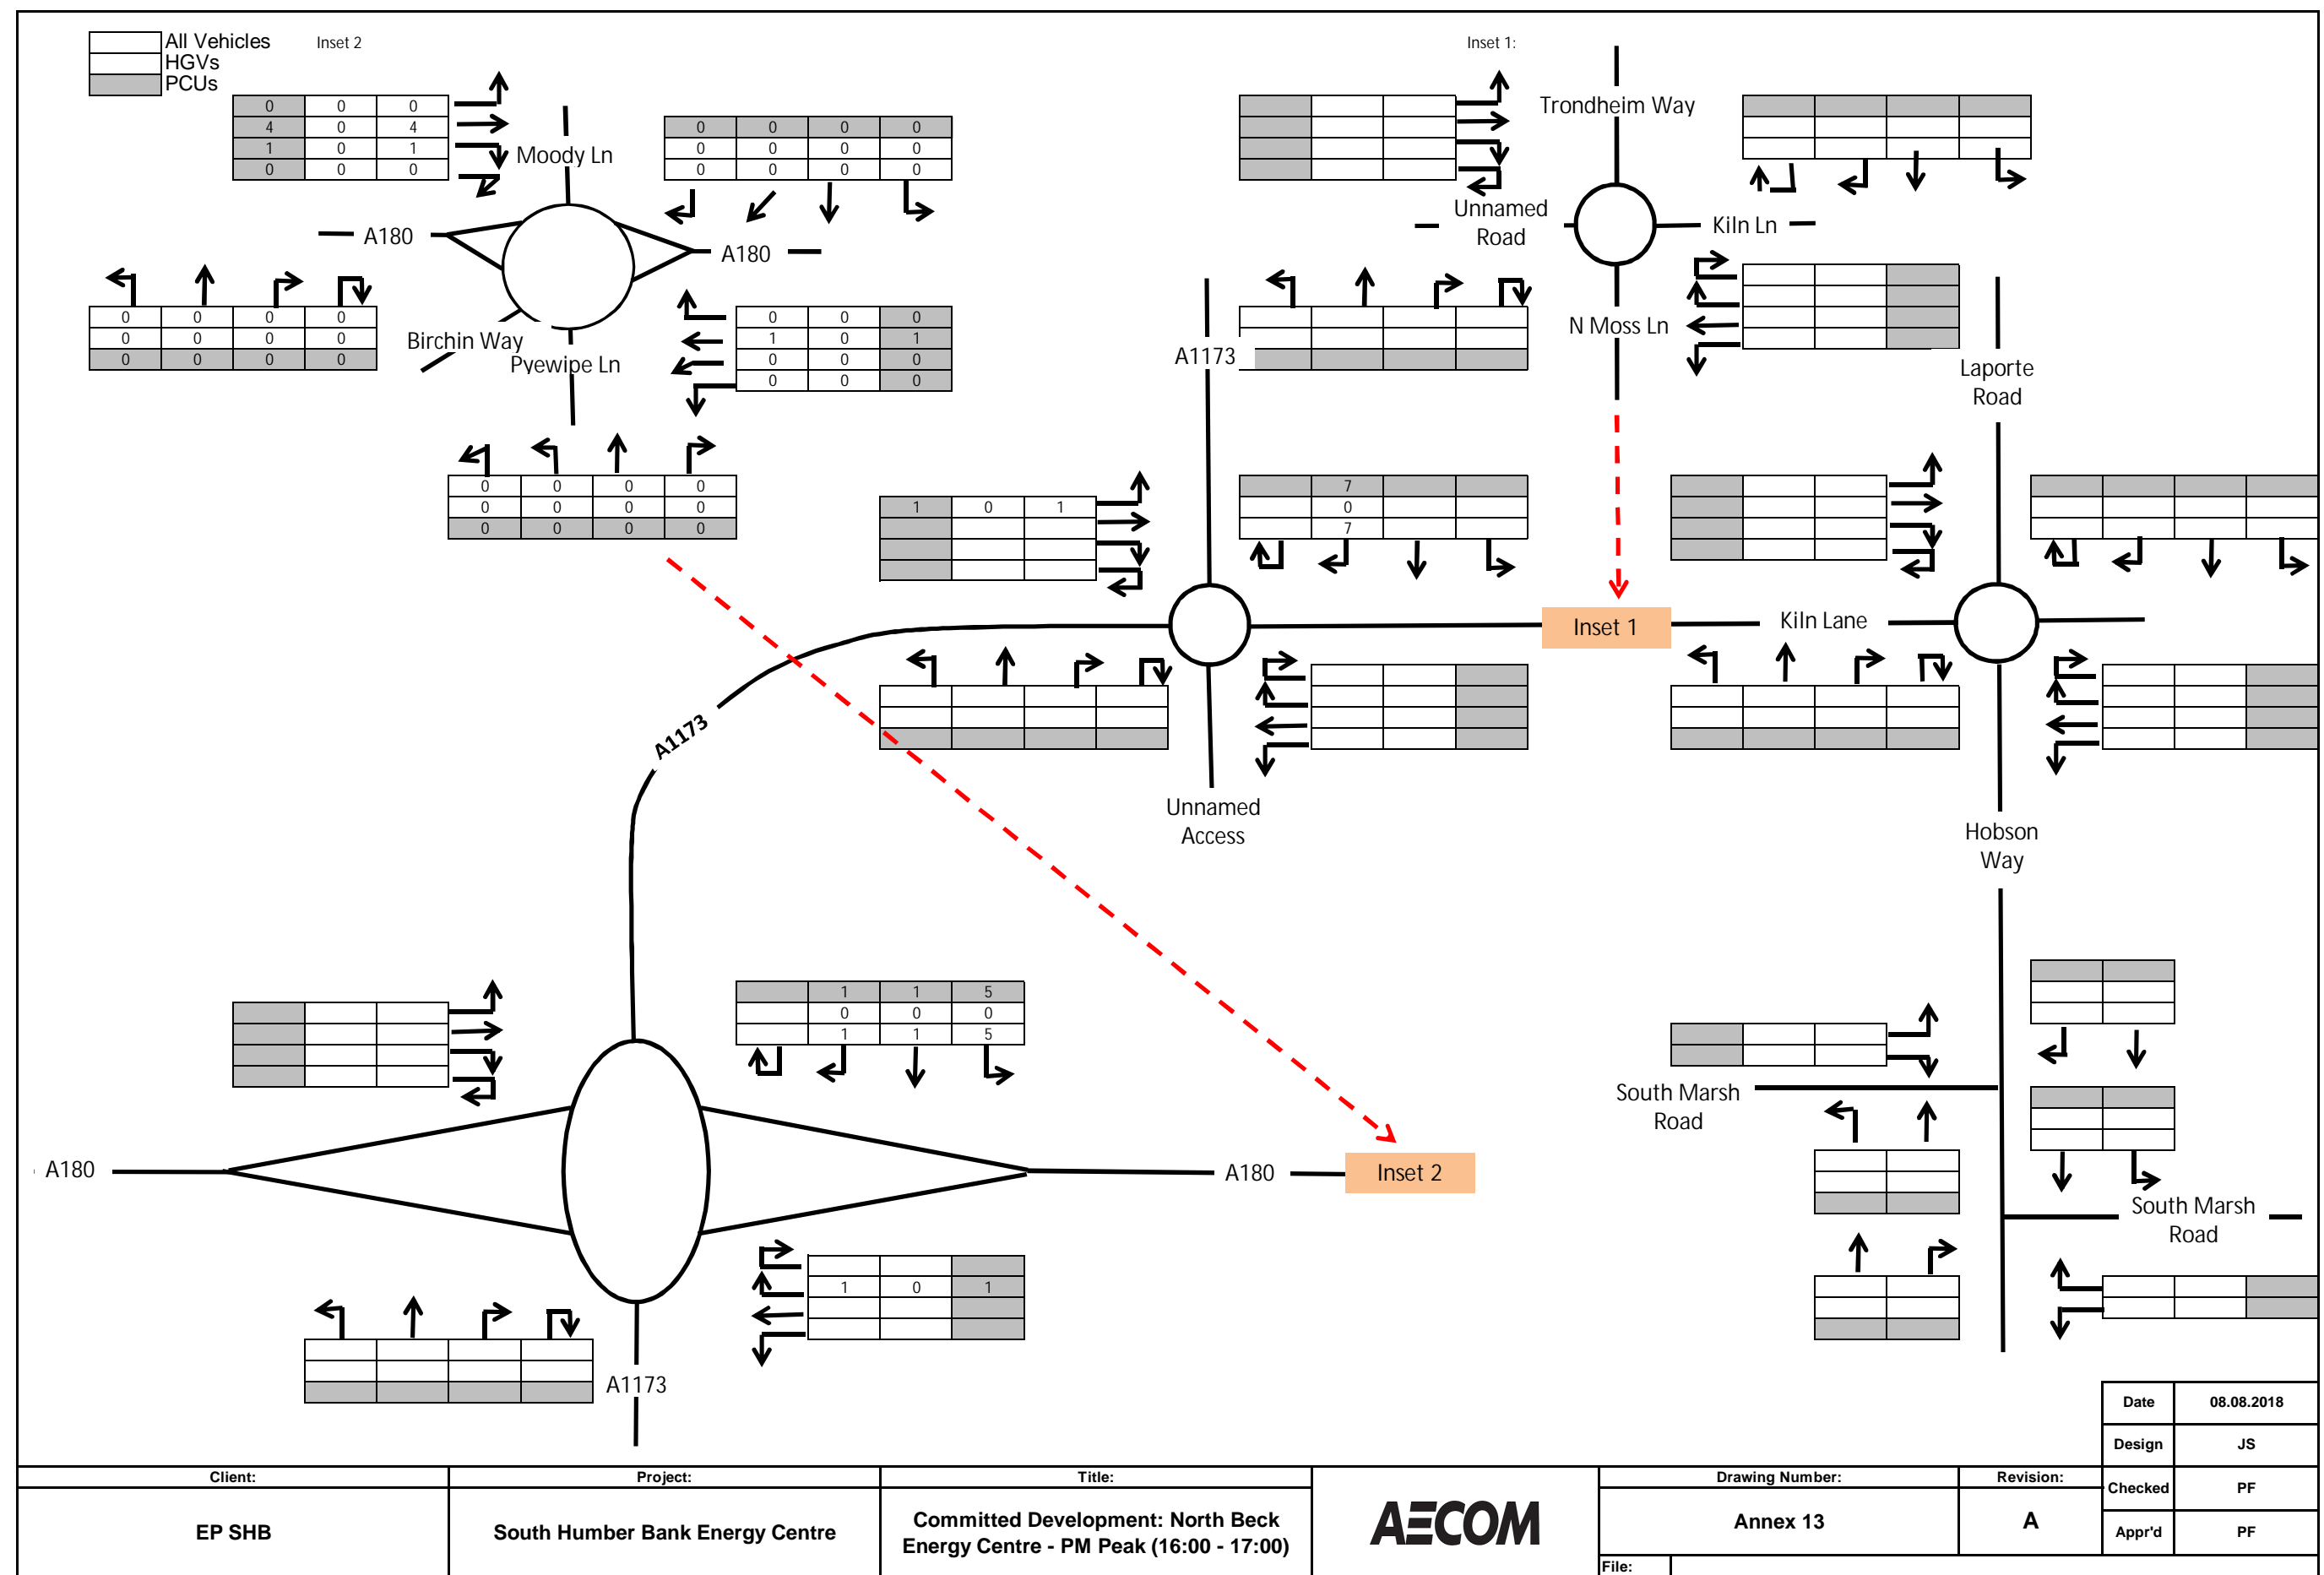 All Vehicles
HGVs
PCUs
Inset 2
Inset 1:
0 0 0
4 0 4
1 0 1
0 0 0
Moody Ln
0 0 0 0
0 0 0 0
0 0 0 0
A180
A180
0 0 0 0
0 0 0 0
0 0 0 0
Birchin Way
Pyewipe Ln
0 0 0
1 0 1
0 0 0
0 0 0
0 0 0 0
0 0 0 0
0 0 0 0
Trondheim Way
Unnamed
Road
Kiln Ln
N Moss Ln
A1173
Laporte
Road
1 0 1
7
0
7
Inset 1
Kiln Lane
A1173
Unnamed
Access
Hobson
Way
1 1 5
0 0 0
1 1 5
South Marsh
Road
A180
A180
Inset 2
South Marsh
Road
1 0 1
A1173
Date 08.08.2018
Design JS
Checked PF
Appr'd PF
Client:
EP SHB
Project:
South Humber Bank Energy Centre
Title:
Committed Development: North Beck
Energy Centre - PM Peak (16:00 - 17:00)
AECOM
Drawing Number:
Annex 13
Revision:
A
File: